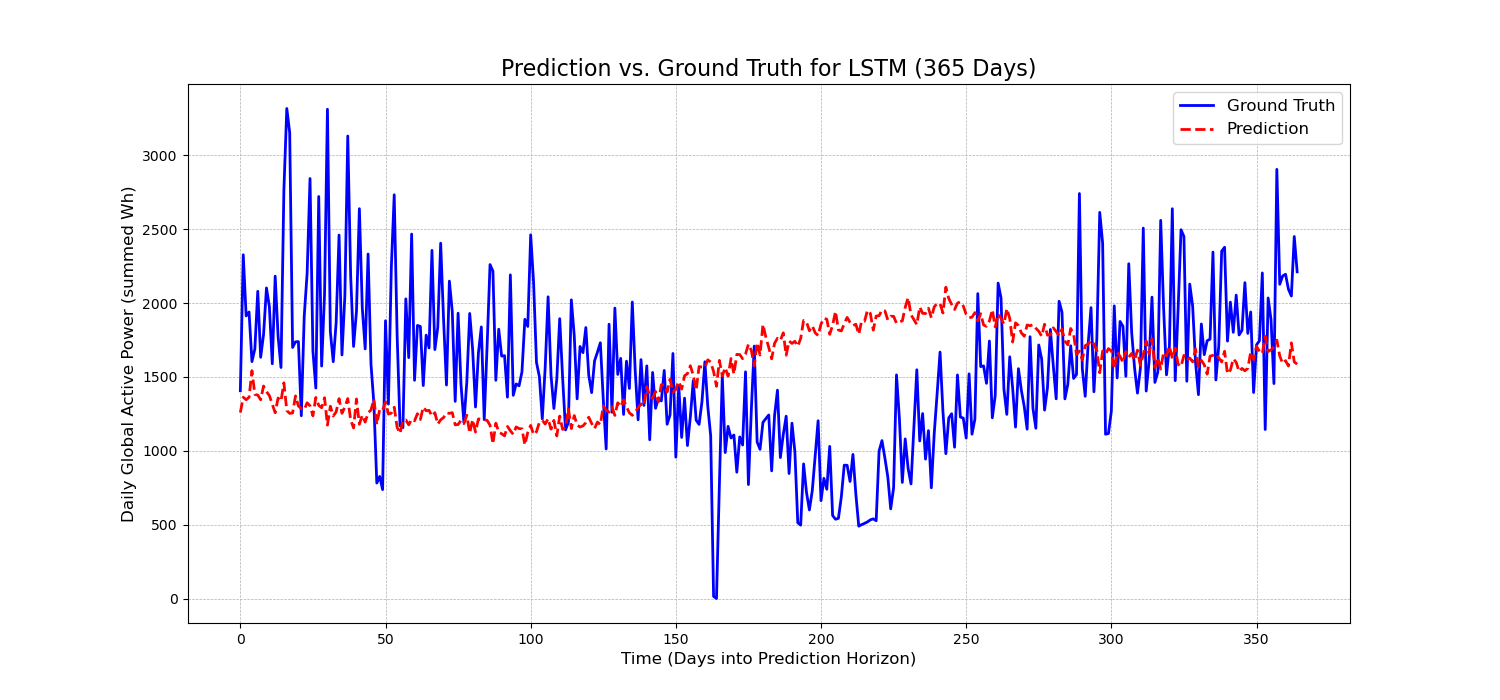 Prediction vs. Ground Truth for LSTM (365 Days)
Ground Truth
Prediction
Daily Global Active Power (summed Wh)
3000
2500
2000
1500
1000
500
0
0 50 100 150 200 250 300 350
Time (Days into Prediction Horizon)